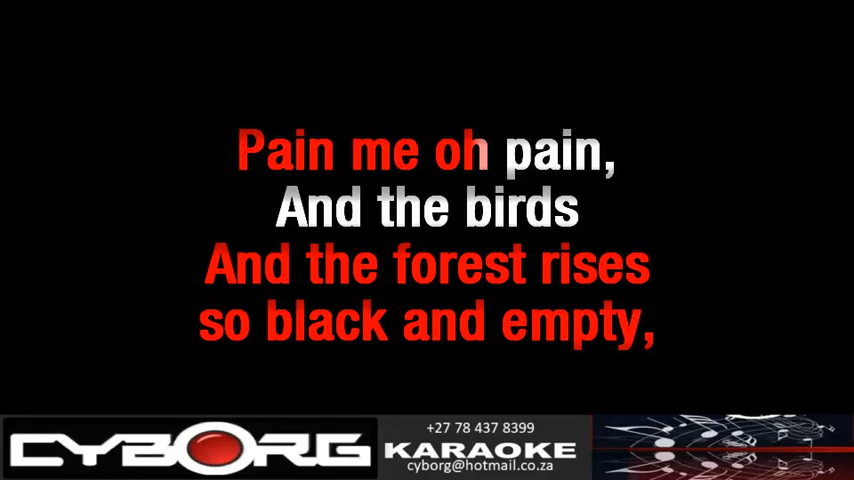 Pain me oh pain,
And the birds
And the forest rises
so black and empty,
CYBORG
+27 78 437 8399
KARAOKE
cyborg@hotmail.co.za